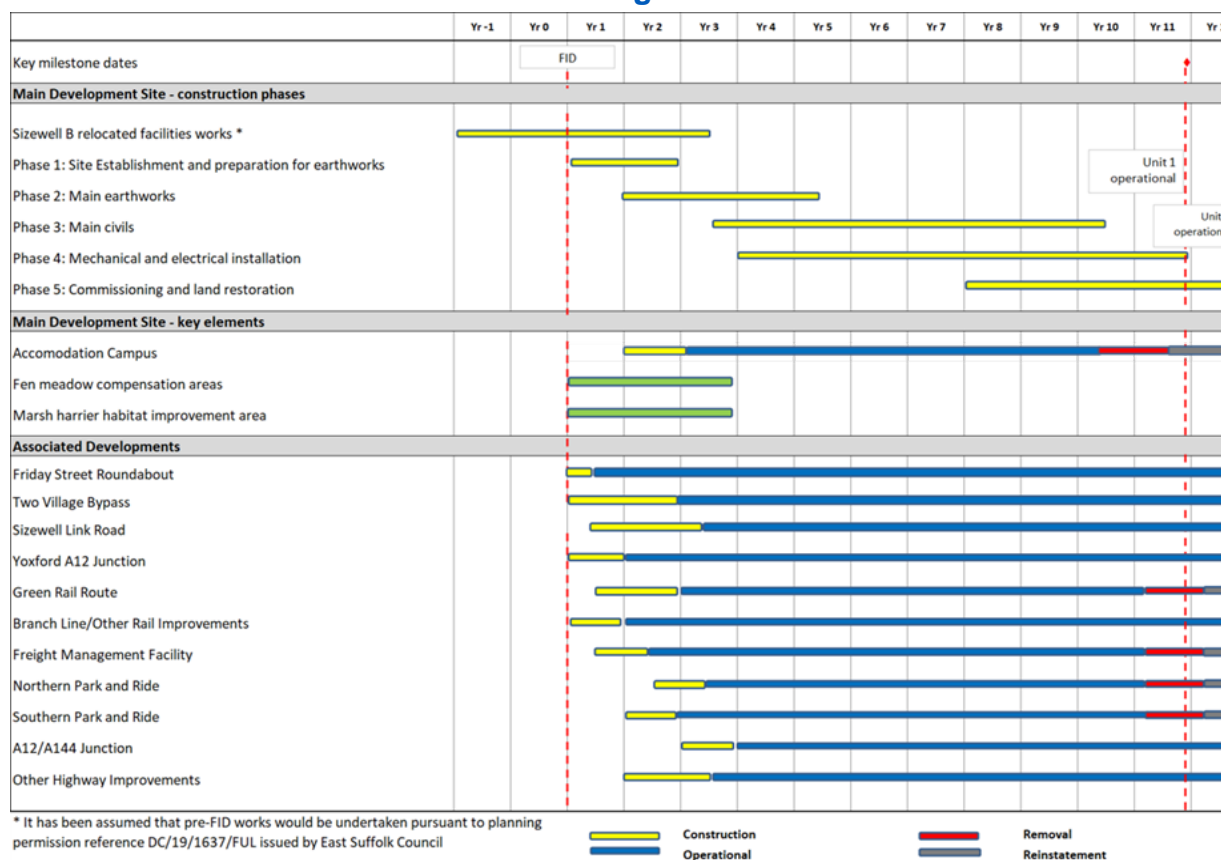 Yr -1 Yr 0 Yr 1 Yr 2 Yr 3 Yr 4 Yr 5 Yr 6 Yr 7 Yr 8 Yr 9 Yr 10 Yr 11 Yr
Key milestone dates
FID
Main Development Site - construction phases
Sizewell B relocated facilities works *
Phase 1: Site Establishment and preparation for earthworks
Unit 1
operational
Phase 2: Main earthworks
Phase 3: Main civils
Unit
operation
Phase 4: Mechanical and electrical installation
Phase 5: Commissioning and land restoration
Main Development Site - key elements
Accomodation Campus
Fen meadow compensation areas
Marsh harrier habitat improvement area
Associated Developments
Friday Street Roundabout
Two Village Bypass
Sizewell Link Road
Yoxford A12 Junction
Green Rail Route
Branch Line/Other Rail Improvements
Freight Management Facility
Northern Park and Ride
Southern Park and Ride
A12/A144 Junction
Other Highway Improvements
* It has been assumed that pre-FID works would be undertaken pursuant to planning
permission reference DC/19/1637/FUL issued by East Suffolk Council
Construction
Removal
Operational
Reinstatement